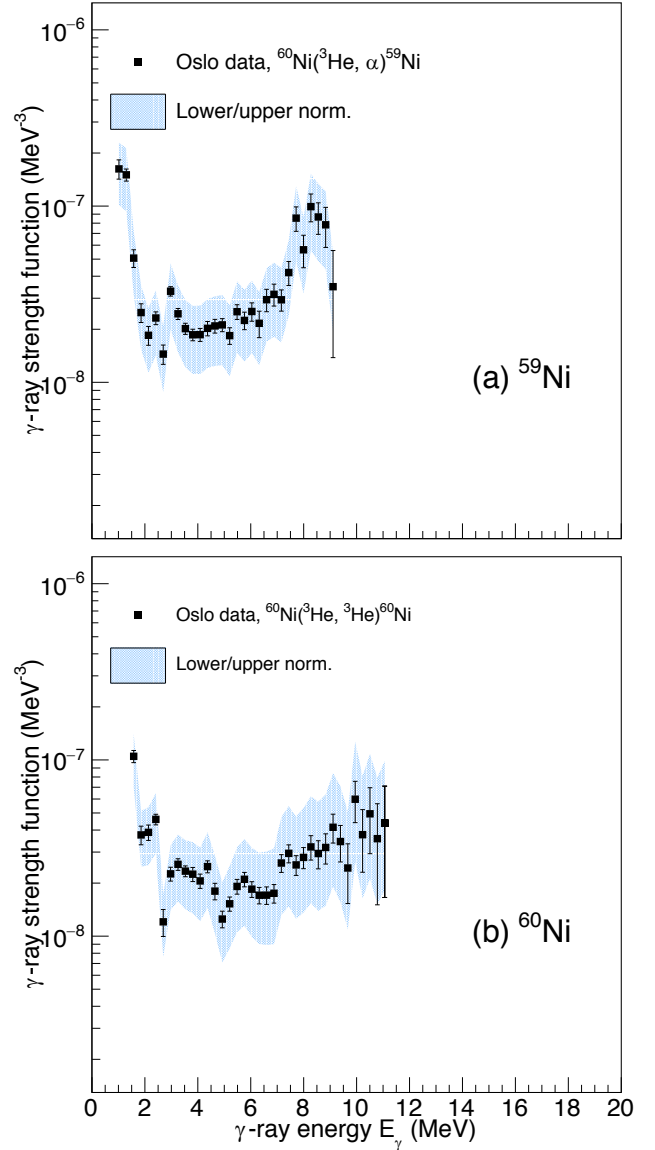 10⁻⁶
Oslo data, ⁶⁰Ni(³He, α)⁵⁹Ni
Lower/upper norm.
10⁻⁷
10⁻⁸
γ-ray strength function (MeV⁻³)
(a) ⁵⁹Ni
10⁻⁶
Oslo data, ⁶⁰Ni(³He, ³He)⁶⁰Ni
Lower/upper norm.
10⁻⁷
10⁻⁸
γ-ray strength function (MeV⁻³)
(b) ⁶⁰Ni
0 2 4 6 8 10 12 14 16 18 20
γ-ray energy E_γ (MeV)